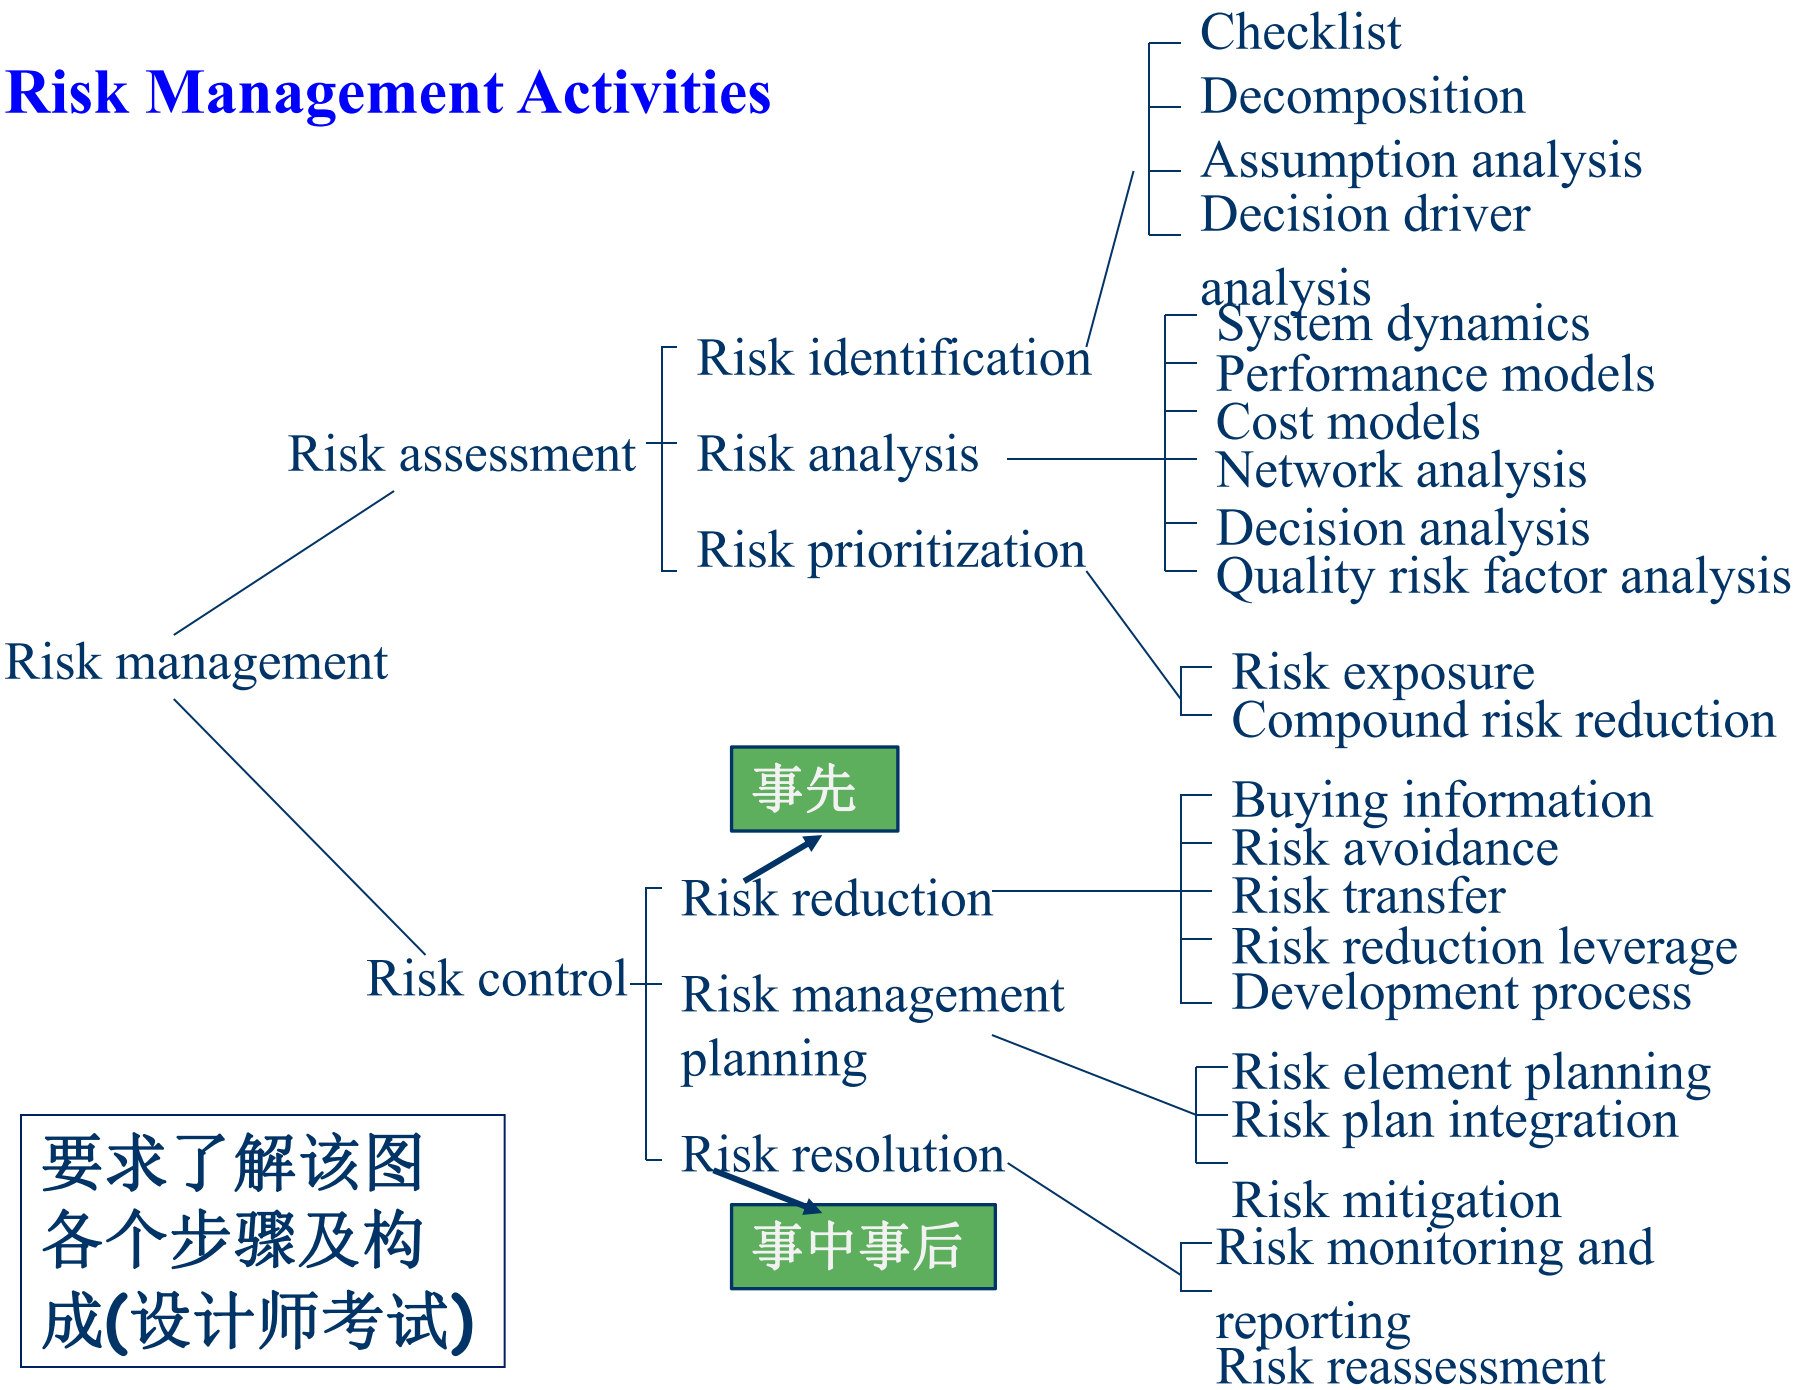 Risk Management Activities
Checklist
Decomposition
Assumption analysis
Decision driver
analysis
System dynamics
Performance models
Cost models
Network analysis
Decision analysis
Quality risk factor analysis
Risk identification
Risk assessment
Risk analysis
Risk prioritization
Risk management
Risk exposure
Compound risk reduction
事先
Buying information
Risk avoidance
Risk transfer
Risk reduction leverage
Development process
Risk reduction
Risk control
Risk management
planning
Risk element planning
Risk plan integration
Risk mitigation
Risk resolution
事中事后
Risk monitoring and
reporting
Risk reassessment
要求了解该图
各个步骤及构
成(设计师考试)